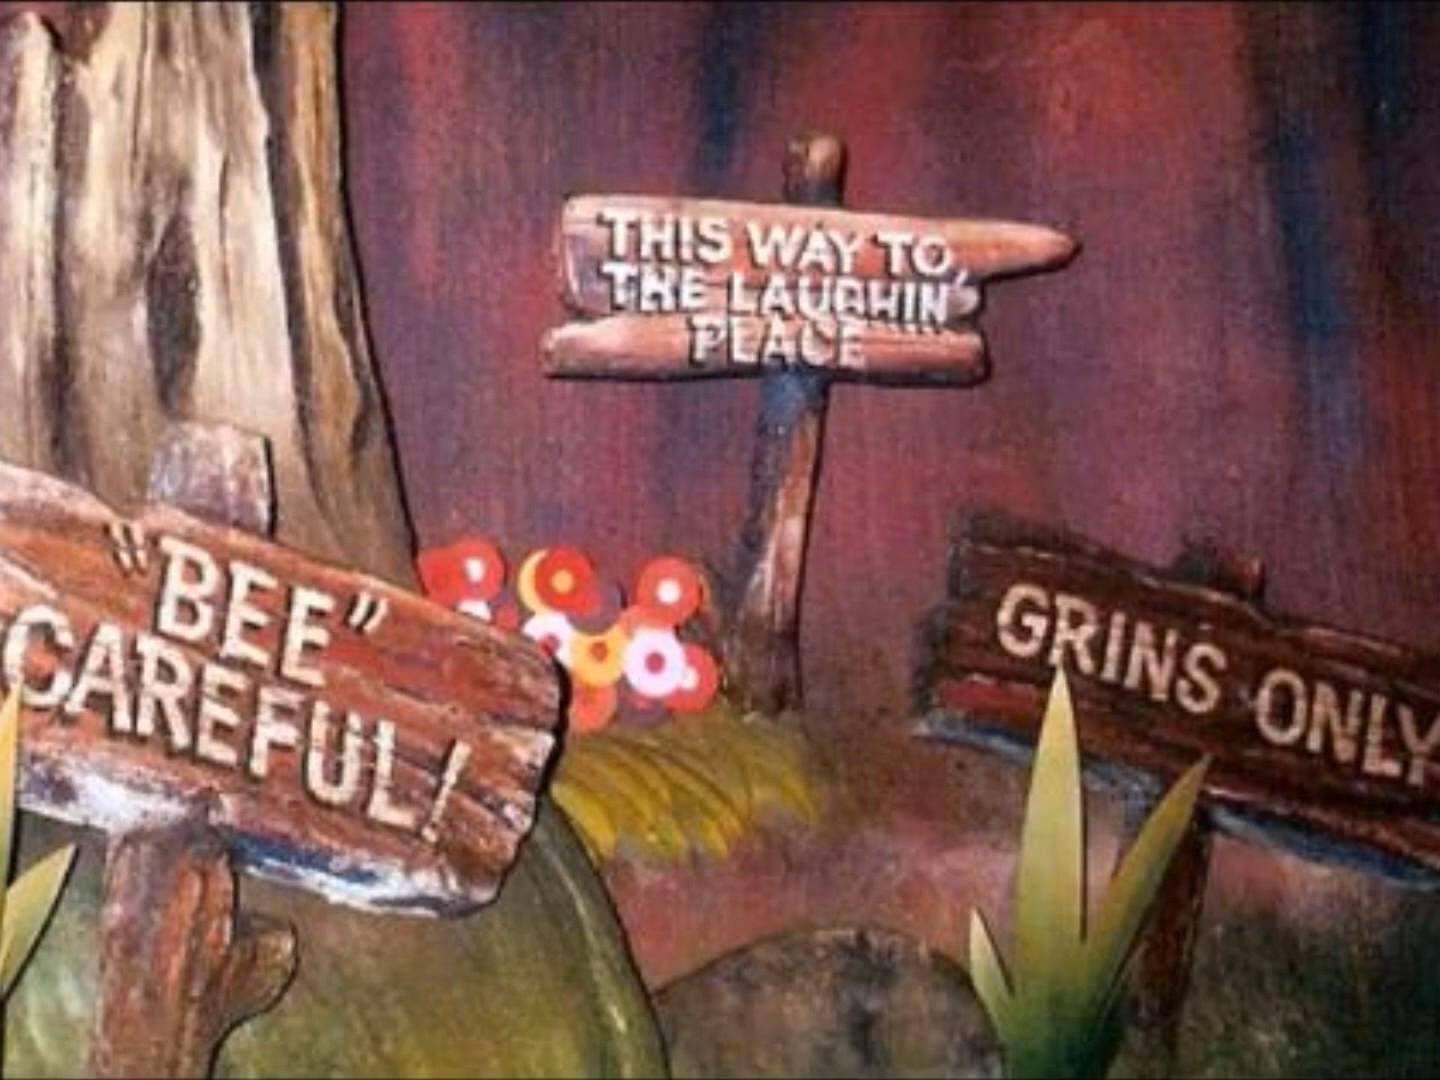 THIS WAY TO
THE LAUGHIN'
PLACE
"BEE"
CAREFUL!
GRINS ONLY